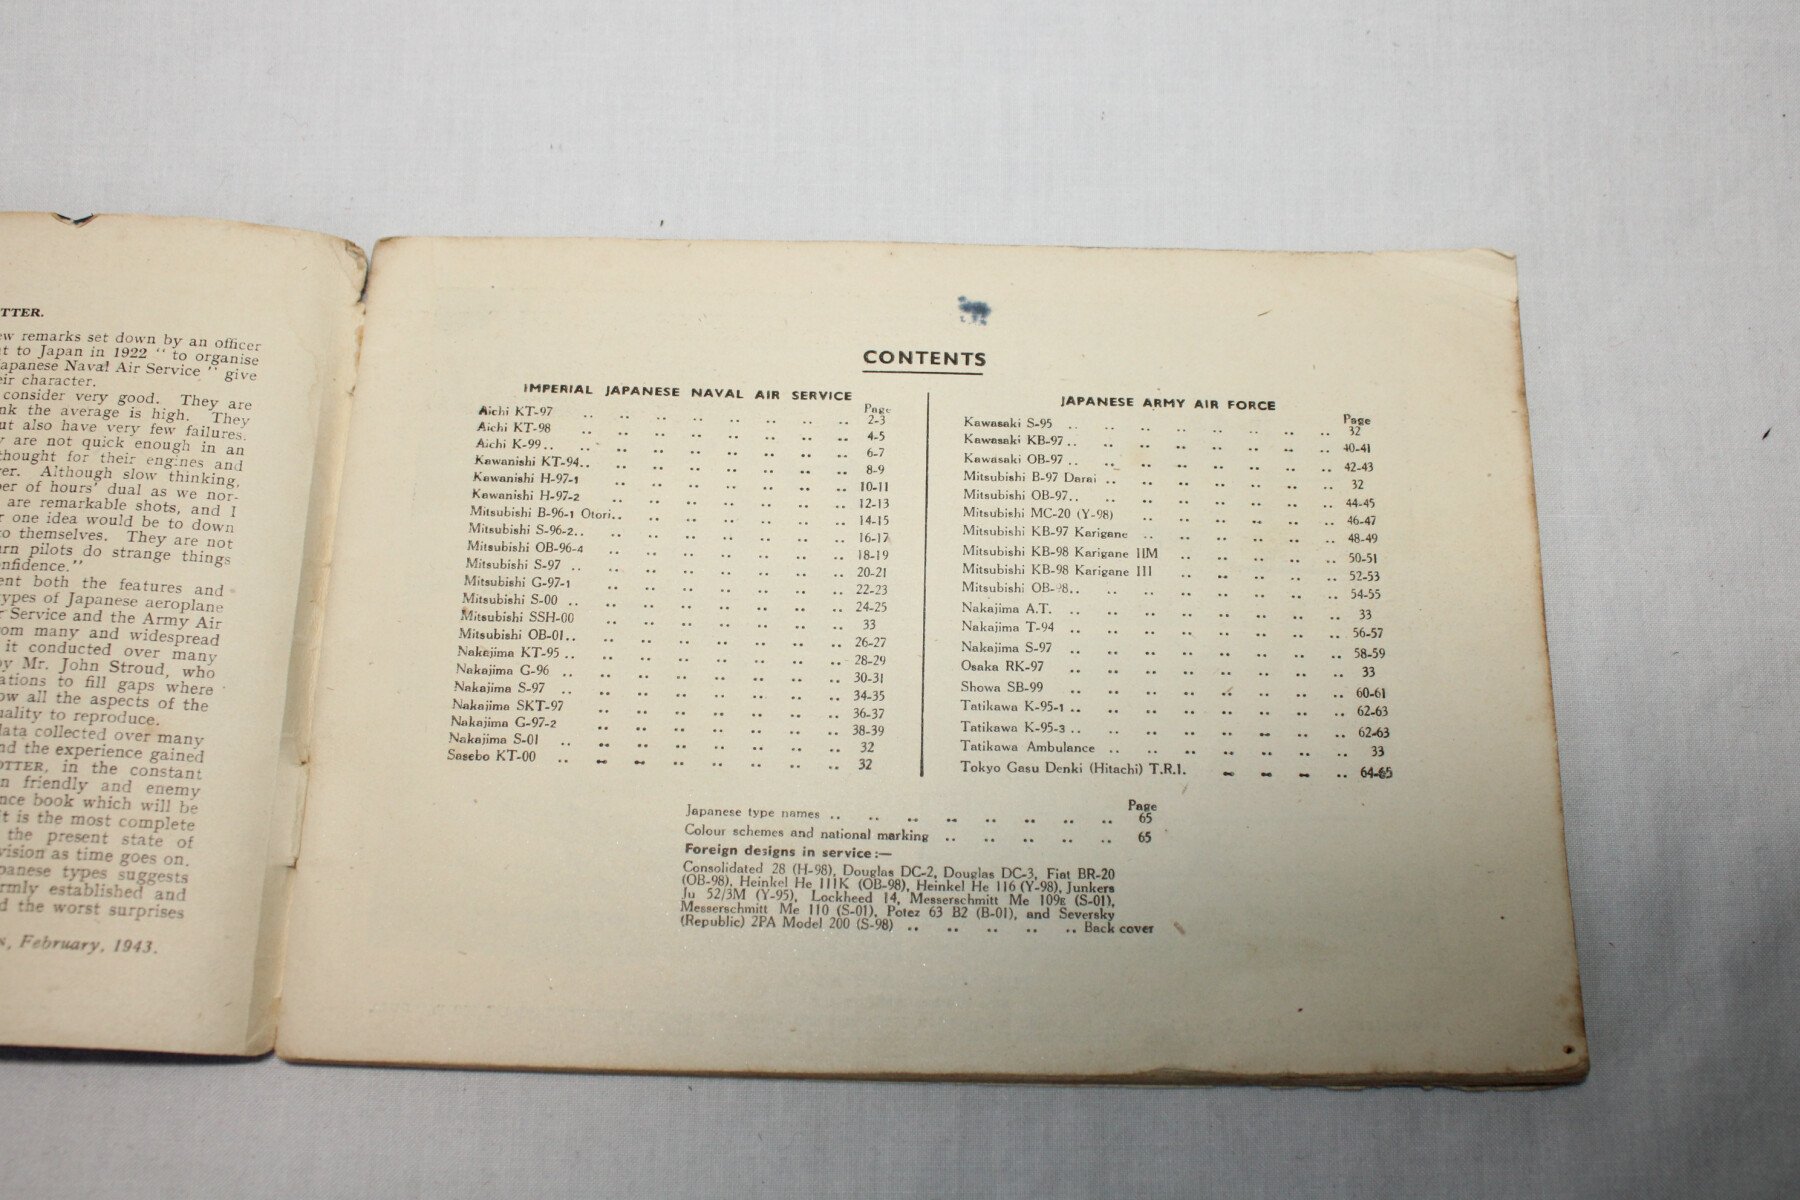 TTER.
ew remarks set down by an officer
t to Japan in 1922 " to organise
apanese Naval Air Service " give
eir character.
consider very good. They are
nk the average is high. They
ut also have very few failures.
y are not quick enough in an
thought for their engines and
er. Although slow thinking,
ber of hours' dual as we nor-
are remarkable shots, and I
r one idea would be to down
o themselves. They are not
urn pilots do strange things
nfidence."
ent both the features and
types of Japanese aeroplane
r Service and the Army Air
rom many and widespread
it conducted over many
by Mr. John Stroud, who
ations to fill gaps where
ow all the aspects of the
uality to reproduce.
data collected over many
nd the experience gained
OTTER, in the constant
n friendly and enemy
nce book which will be
it is the most complete
the present state of
vision as time goes on.
panese types suggests
rmly established and
d the worst surprises
x, February, 1943.
CONTENTS
IMPERIAL JAPANESE NAVAL AIR SERVICE
Page
Aichi KT-97 .. .. .. .. .. .. .. .. 2-3
Aichi KT-98 .. .. .. .. .. .. .. .. 4-5
Aichi K-99 .. .. .. .. .. .. .. .. 6-7
Kawanishi KT-94 .. .. .. .. .. .. .. 8-9
Kawanishi H-97-1 .. .. .. .. .. .. .. 10-11
Kawanishi H-97-2 .. .. .. .. .. .. .. 12-13
Mitsubishi B-96-1 Otori .. .. .. .. .. .. 14-15
Mitsubishi S-96-2 .. .. .. .. .. .. .. 16-17
Mitsubishi OB-96-4 .. .. .. .. .. .. .. 18-19
Mitsubishi S-97 .. .. .. .. .. .. .. .. 20-21
Mitsubishi G-97-1 .. .. .. .. .. .. .. 22-23
Mitsubishi S-00 .. .. .. .. .. .. .. .. 24-25
Mitsubishi SSH-00 .. .. .. .. .. .. .. 33
Mitsubishi OB-01 .. .. .. .. .. .. .. 26-27
Nakajima KT-95 .. .. .. .. .. .. .. .. 28-29
Nakajima G-96 .. .. .. .. .. .. .. .. 30-31
Nakajima S-97 .. .. .. .. .. .. .. .. 34-35
Nakajima SKT-97 .. .. .. .. .. .. .. 36-37
Nakajima G-97-2 .. .. .. .. .. .. .. 38-39
Nakajima S-01 .. .. .. .. .. .. .. .. 32
Sasebo KT-00 .. .. .. .. .. .. .. .. 32
JAPANESE ARMY AIR FORCE
Page
Kawasaki S-95 .. .. .. .. .. .. .. .. 32
Kawasaki KB-97 .. .. .. .. .. .. .. .. 40-41
Kawasaki OB-97 .. .. .. .. .. .. .. .. 42-43
Mitsubishi B-97 Darai .. .. .. .. .. .. .. 32
Mitsubishi OB-97 .. .. .. .. .. .. .. .. 44-45
Mitsubishi MC-20 (Y-98) .. .. .. .. .. .. 46-47
Mitsubishi KB-97 Karigane .. .. .. .. .. .. 48-49
Mitsubishi KB-98 Karigane IIM .. .. .. .. .. 50-51
Mitsubishi KB-98 Karigane III .. .. .. .. .. 52-53
Mitsubishi OB-98 .. .. .. .. .. .. .. .. 54-55
Nakajima A.T. .. .. .. .. .. .. .. .. 33
Nakajima T-94 .. .. .. .. .. .. .. .. 56-57
Nakajima S-97 .. .. .. .. .. .. .. .. 58-59
Osaka RK-97 .. .. .. .. .. .. .. .. 33
Showa SB-99 .. .. .. .. .. .. .. .. 60-61
Tatikawa K-95-1 .. .. .. .. .. .. .. .. 62-63
Tatikawa K-95-3 .. .. .. .. .. .. .. .. 62-63
Tatikawa Ambulance .. .. .. .. .. .. .. 33
Tokyo Gasu Denki (Hitachi) T.R.1. .. .. .. .. 64-65
Page
Japanese type names .. .. .. .. .. .. .. .. 65
Colour schemes and national marking .. .. .. .. .. 65
Foreign designs in service :—
Consolidated 28 (H-98), Douglas DC-2, Douglas DC-3, Fiat BR-20
(OB-98), Heinkel He 111K (OB-98), Heinkel He 116 (Y-98), Junkers
Ju 52/3M (Y-95), Lockheed 14, Messerschmitt Me 109E (S-01),
Messerschmitt Me 110 (S-01), Potez 63 B2 (B-01), and Seversky
(Republic) 2PA Model 200 (S-98) .. .. .. .. .. Back cover